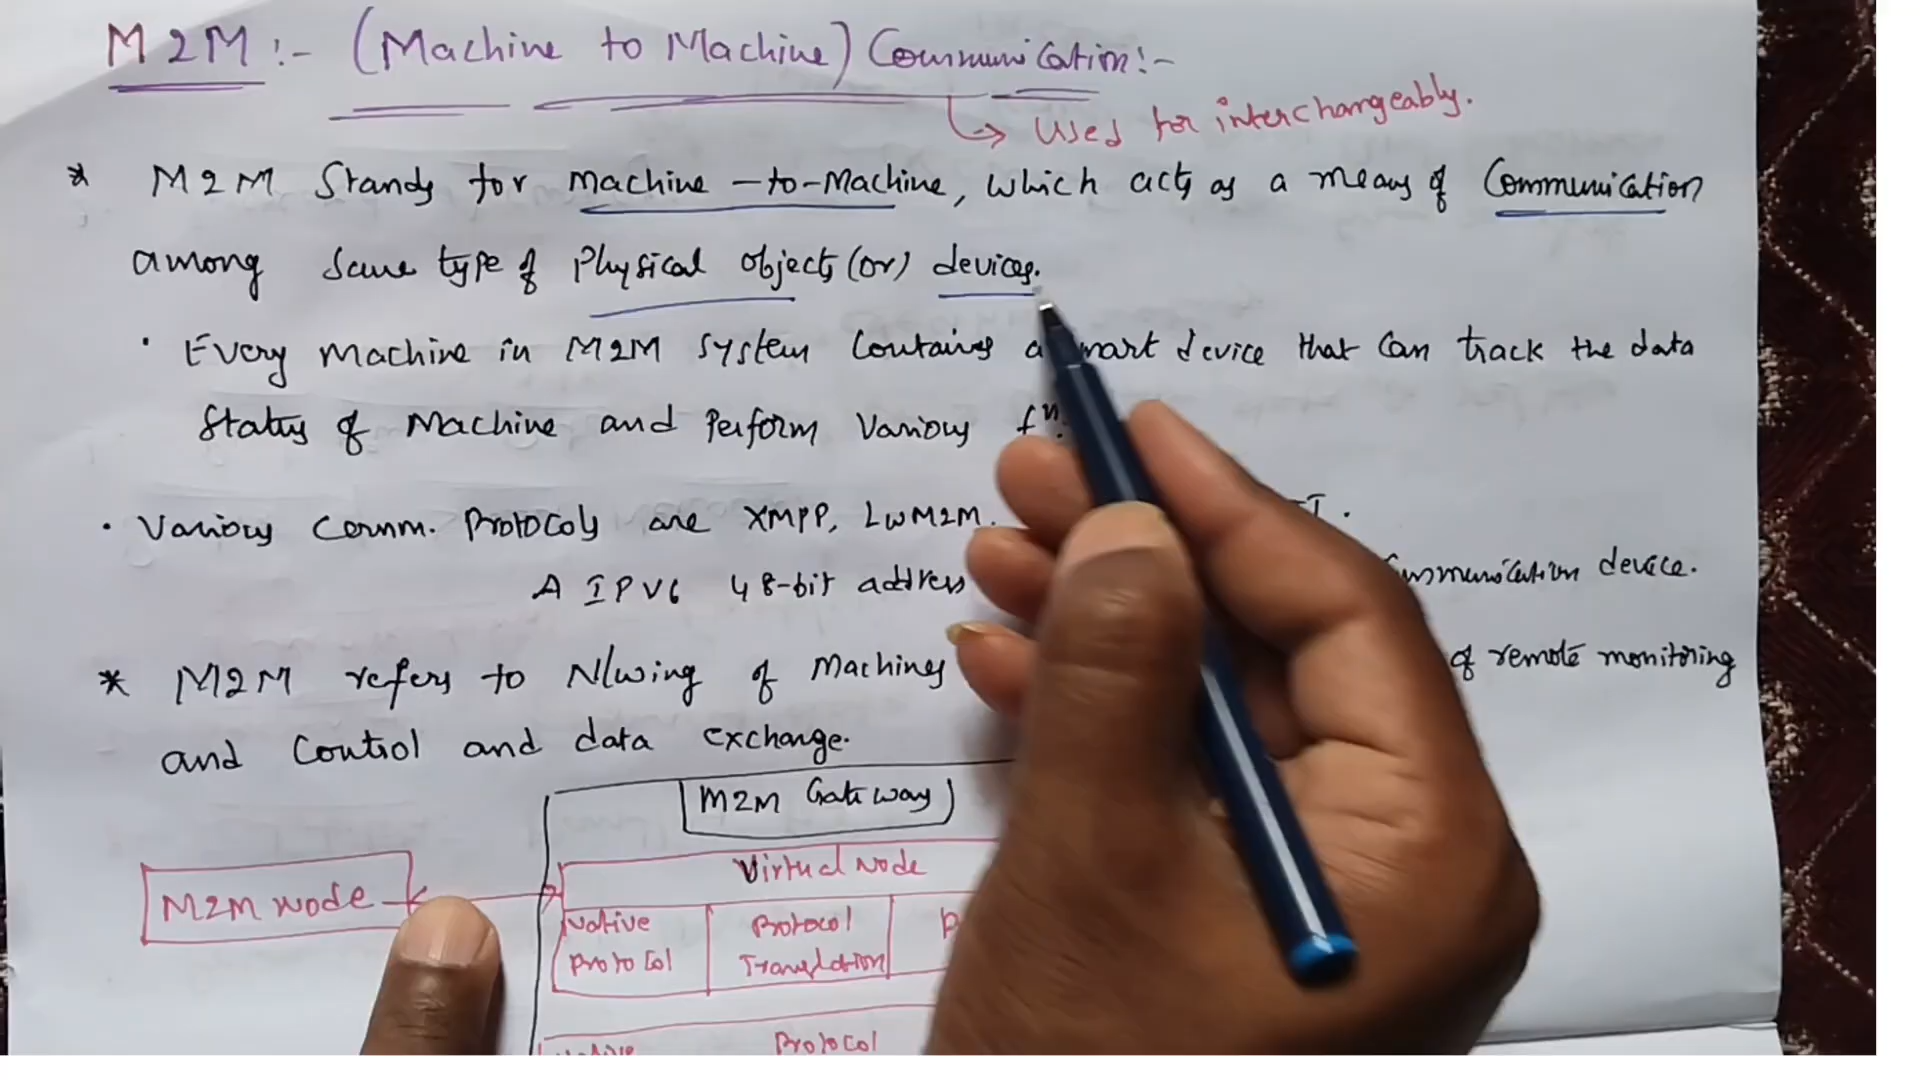 M2M :- (Machine to Machine) Communication:-
→ Used for interchangeably.
* M2M Stands for Machine-to-Machine, which acts as a means of Communication
among same type of Physical objects (or) devices.
· Every Machine in M2M System Contains a smart device that can track the data
Status of Machine and Perform Various fⁿ.
· Various Comm. Protocols are XMPP, LWM2M.
A IPV6 48-bit address communication device.
* M2M refers to N/wing of Machines of remote monitoring
and Control and data exchange.
M2M Gateway
Virtual Node
M2M Node
Native Protocol
Protocol Translation
Protocol